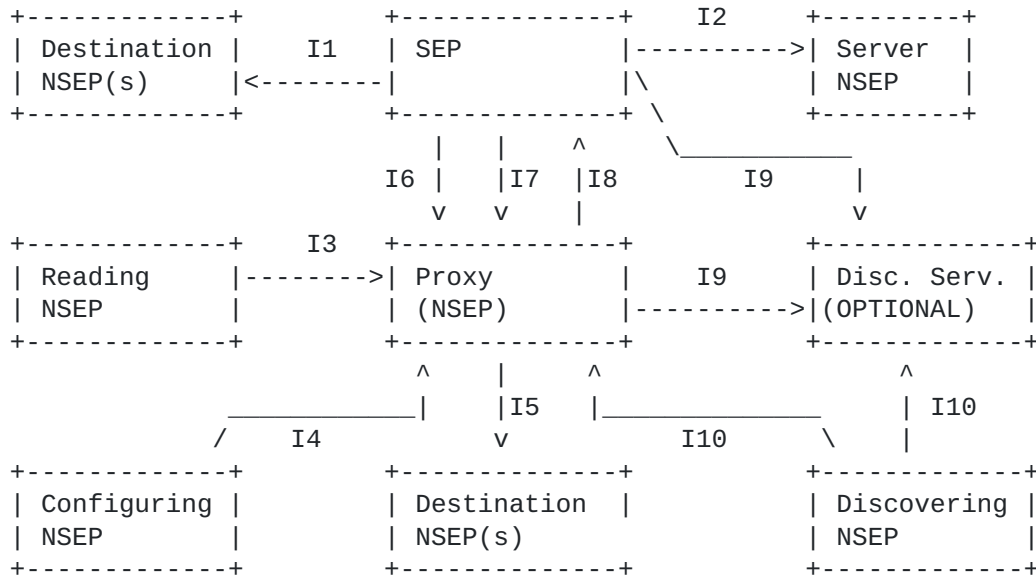 I2
Destination I1 SEP Server
NSEP(s) NSEP
I6 I7 I8 I9
I3
Reading Proxy I9 Disc. Serv.
NSEP (NSEP) (OPTIONAL)
I5 I10
I4 I10
Configuring Destination Discovering
NSEP NSEP(s) NSEP